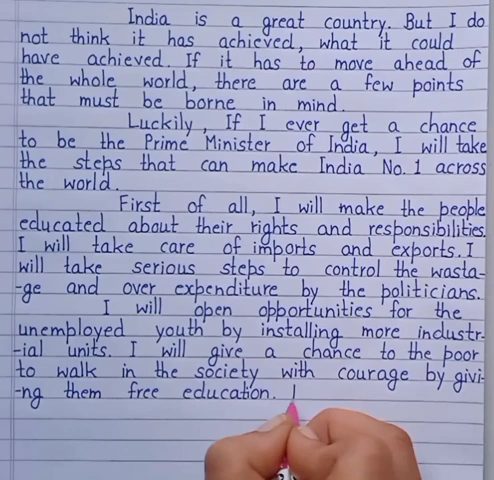 India is a great country. But I do
not think it has achieved, what it could
have achieved. If it has to move ahead of
the whole world, there are a few points
that must be borne in mind.
Luckily, If I ever get a chance
to be the Prime Minister of India, I will take
the steps that can make India No. 1 across
the world.
First of all, I will make the people
educated about their rights and responsibilities.
I will take care of imports and exports. I
will take serious steps to control the wasta-
-ge and over expenditure by the politicians.
I will open opportunities for the
unemployed youth by installing more industr-
-ial units. I will give a chance to the poor
to walk in the society with courage by givi-
-ng them free education. I